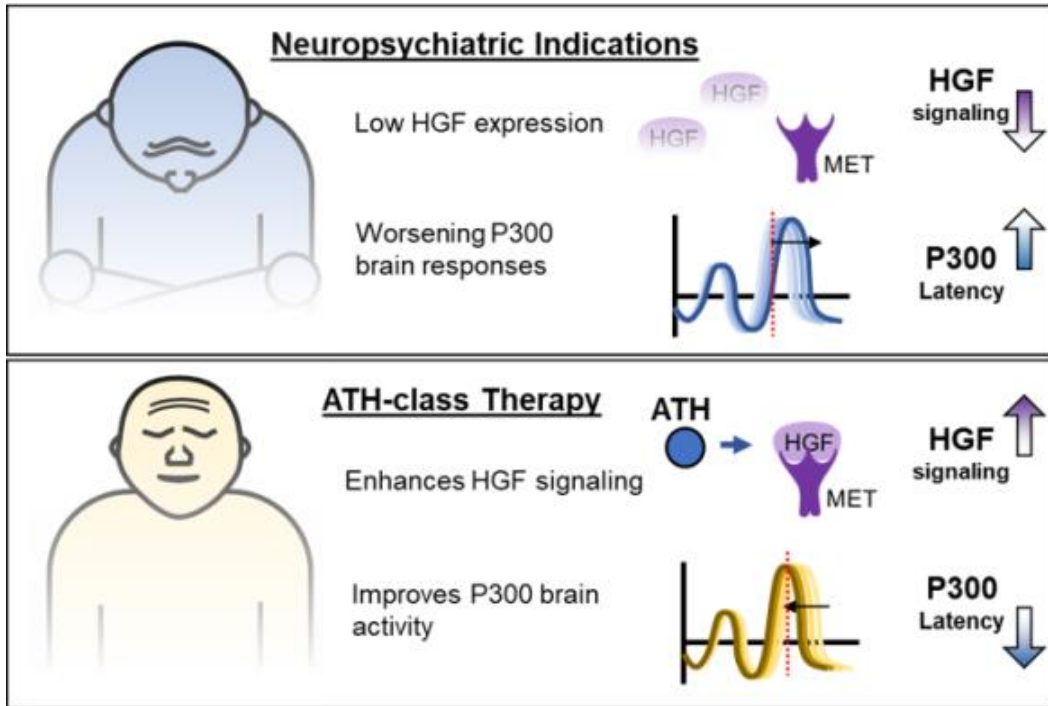 Neuropsychiatric Indications
Low HGF expression
HGF
HGF
MET
HGF
signaling
Worsening P300
brain responses
P300
Latency
ATH-class Therapy
Enhances HGF signaling
ATH
HGF
MET
HGF
signaling
Improves P300 brain
activity
P300
Latency